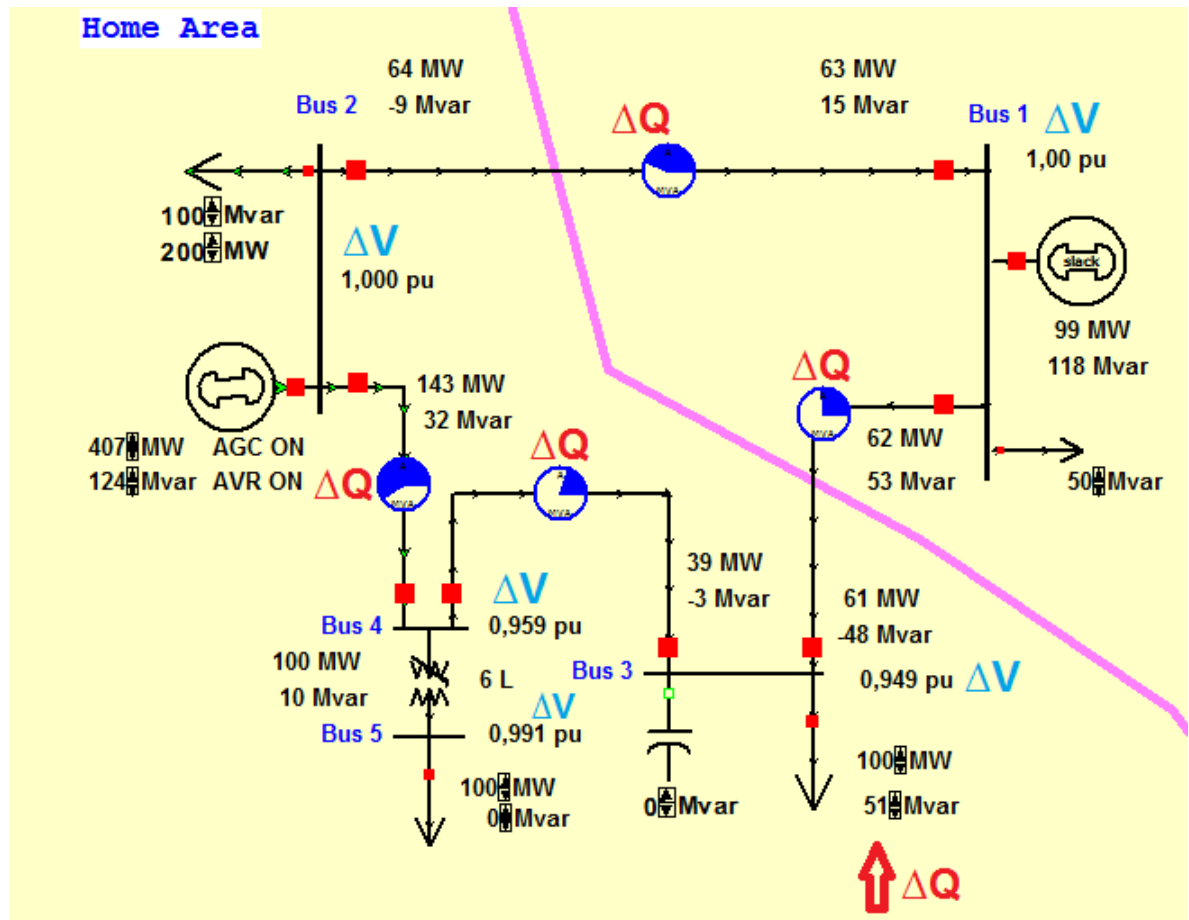 Home Area
64 MW
-9 Mvar
63 MW
15 Mvar
Bus 2
ΔQ
Bus 1
ΔV
1,00 pu
A
MVA
100 Mvar
200 MW
ΔV
1,000 pu
slack
99 MW
118 Mvar
143 MW
32 Mvar
ΔQ
MVA
62 MW
53 Mvar
407 MW AGC ON
124 Mvar AVR ON
ΔQ
A
MVA
ΔQ
A
MVA
50 Mvar
39 MW
-3 Mvar
61 MW
-48 Mvar
Bus 4
ΔV
0,959 pu
100 MW
10 Mvar
6 L
Bus 3
0,949 pu ΔV
ΔV
Bus 5
0,991 pu
100 MW
0 Mvar
0 Mvar
100 MW
51 Mvar
ΔQ